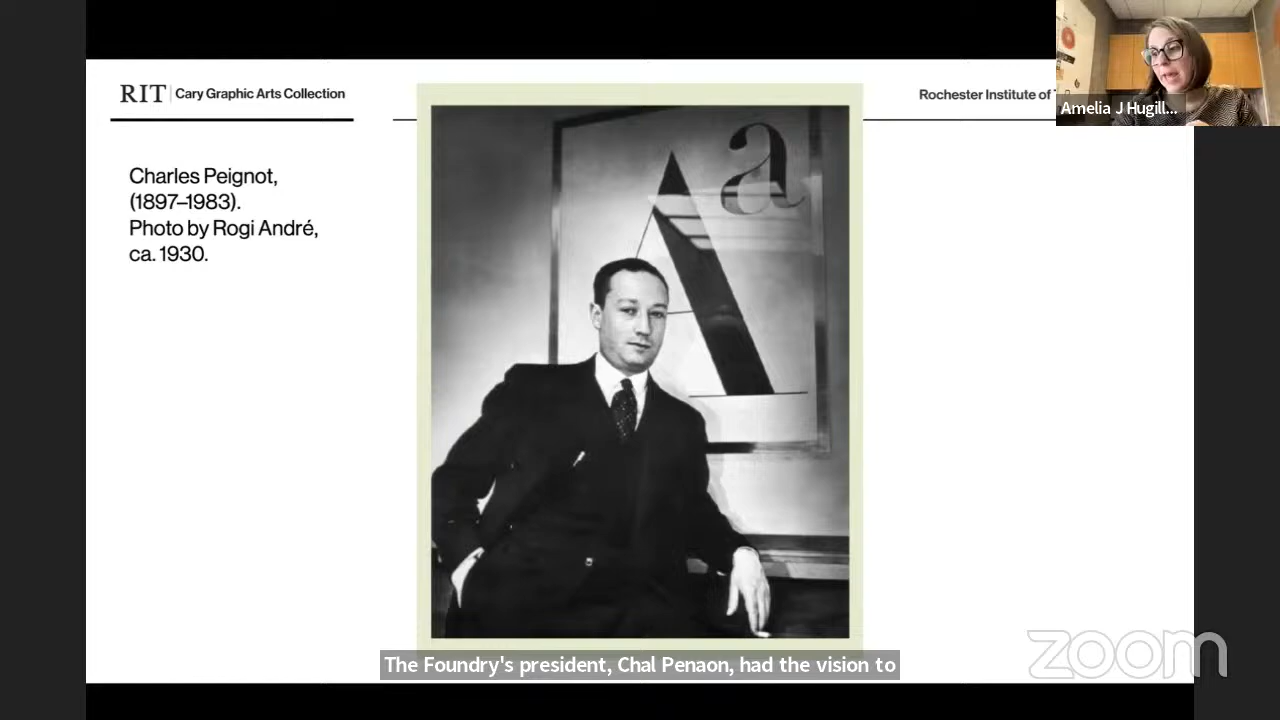 RIT | Cary Graphic Arts Collection
Rochester Institute of
Amelia J Hugill...
Charles Peignot,
(1897–1983).
Photo by Rogi André,
ca. 1930.
a
A
The Foundry's president, Chal Penaon, had the vision to
zoom